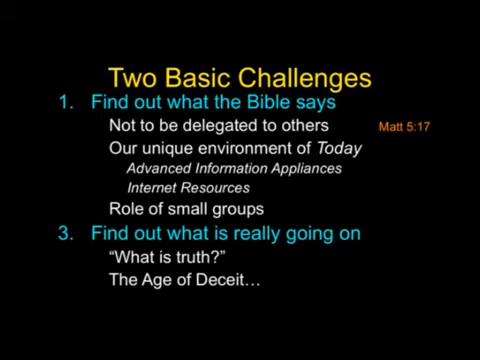 Two Basic Challenges
1. Find out what the Bible says
Not to be delegated to others Matt 5:17
Our unique environment of Today
Advanced Information Appliances
Internet Resources
Role of small groups
3. Find out what is really going on
“What is truth?”
The Age of Deceit…